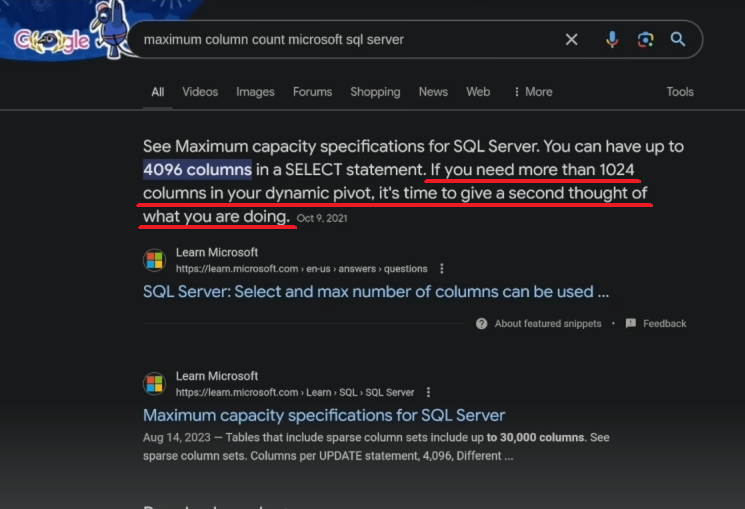 Google
maximum column count microsoft sql server
All Videos Images Forums Shopping News Web More Tools
See Maximum capacity specifications for SQL Server. You can have up to
4096 columns in a SELECT statement. If you need more than 1024
columns in your dynamic pivot, it's time to give a second thought of
what you are doing. Oct 9, 2021
Learn Microsoft
https://learn.microsoft.com › en-us › answers › questions
SQL Server: Select and max number of columns can be used ...
About featured snippets • Feedback
Learn Microsoft
https://learn.microsoft.com › Learn › SQL › SQL Server
Maximum capacity specifications for SQL Server
Aug 14, 2023 — Tables that include sparse column sets include up to 30,000 columns. See
sparse column sets. Columns per UPDATE statement, 4,096, Different ...